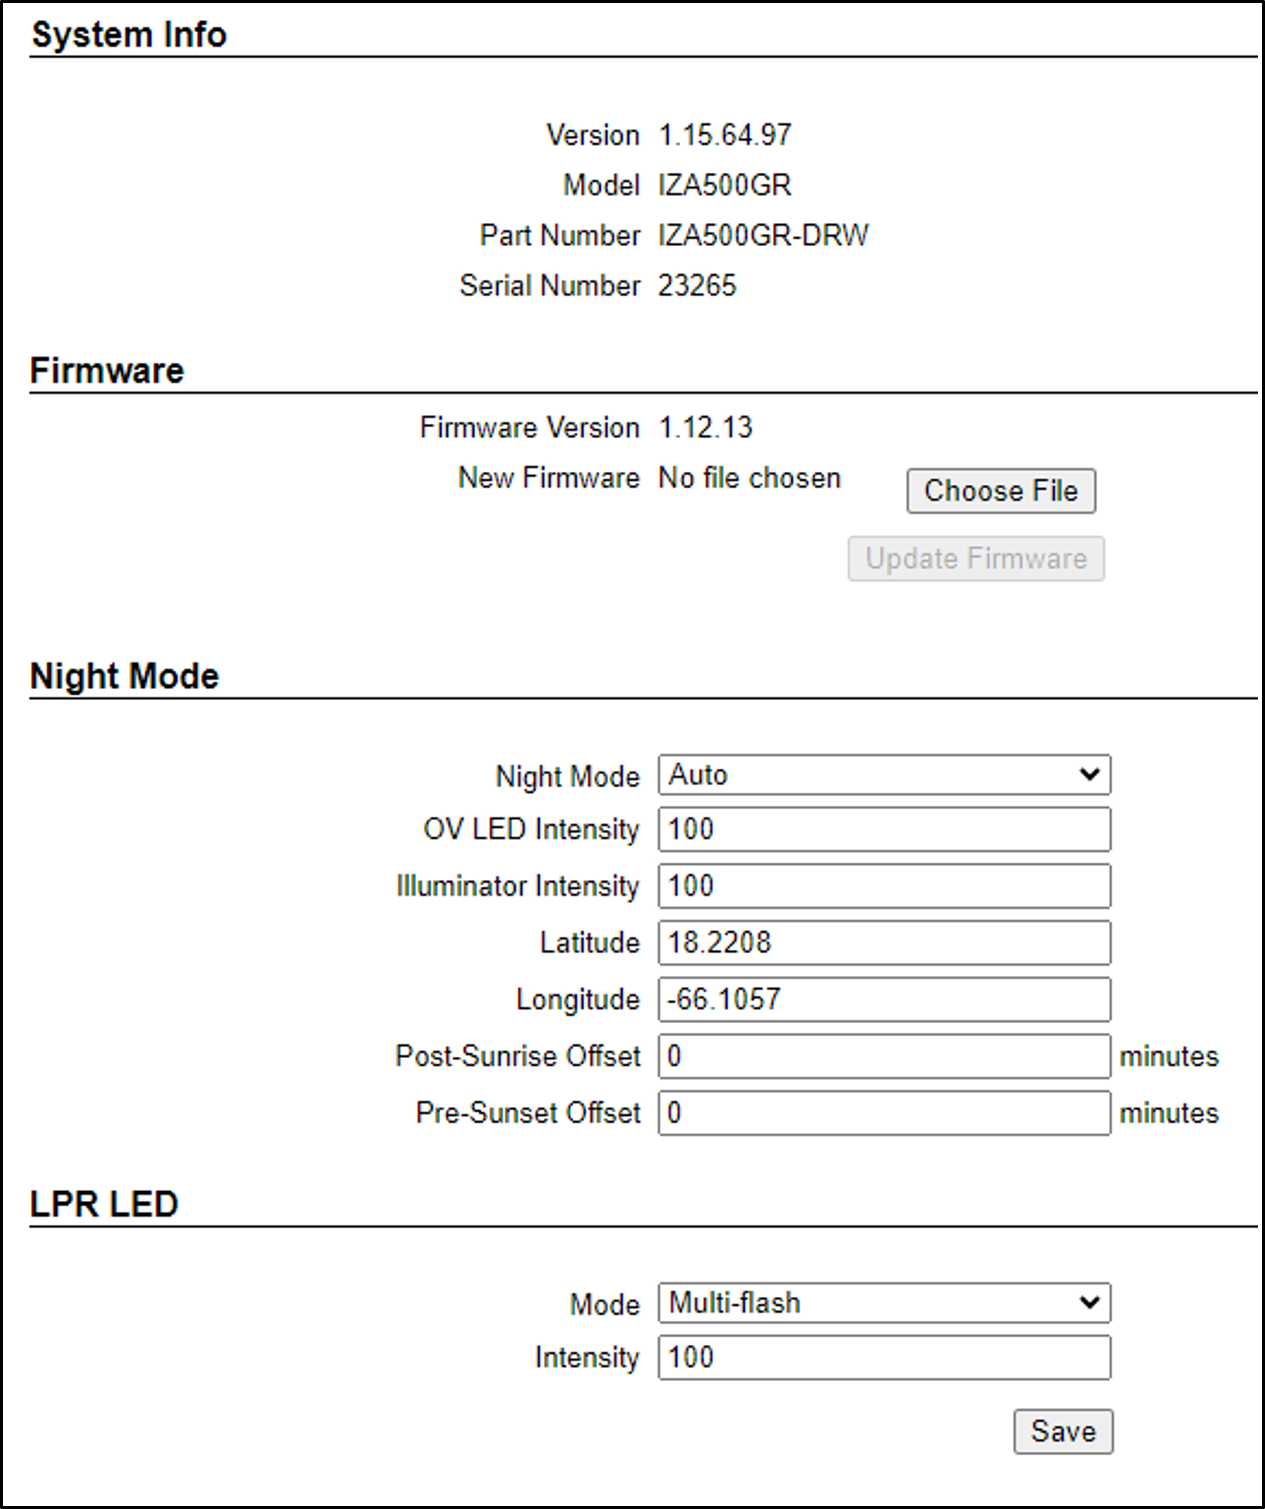 System Info
Version 1.15.64.97
Model IZA500GR
Part Number IZA500GR-DRW
Serial Number 23265
Firmware
Firmware Version 1.12.13
New Firmware No file chosen Choose File
Update Firmware
Night Mode
Night Mode Auto
OV LED Intensity 100
Illuminator Intensity 100
Latitude 18.2208
Longitude -66.1057
Post-Sunrise Offset 0 minutes
Pre-Sunset Offset 0 minutes
LPR LED
Mode Multi-flash
Intensity 100
Save